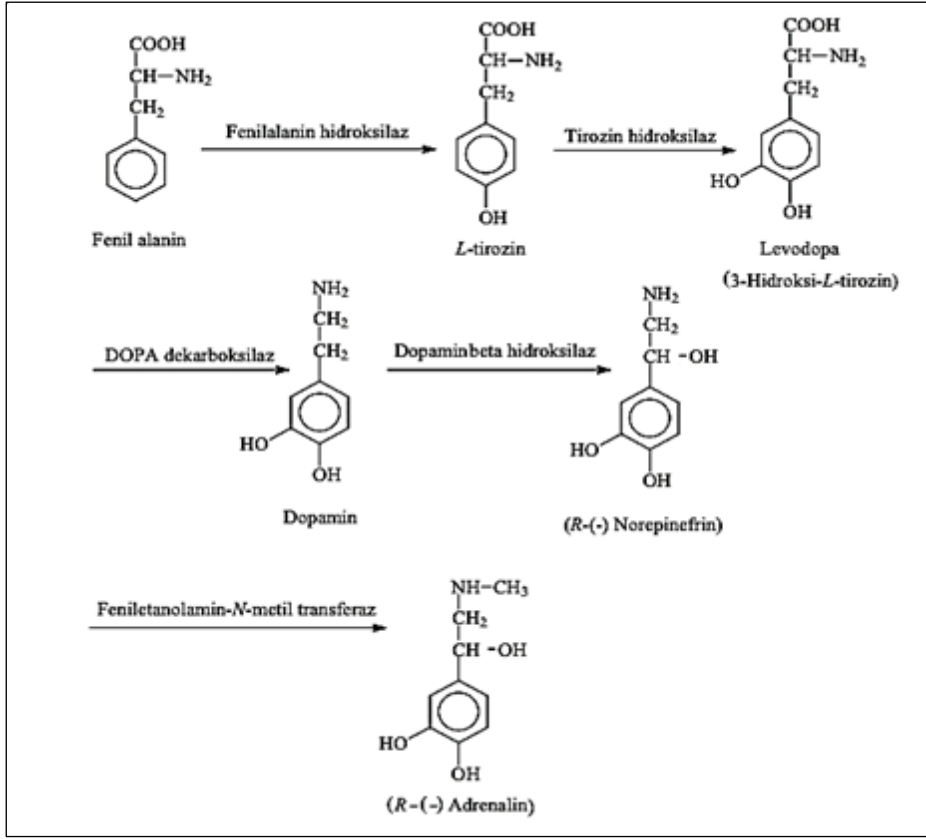 COOH
CH-NH₂
CH₂
Fenil alanin
Fenilalanin hidroksilaz
COOH
CH-NH₂
CH₂
OH
L-tirozin
Tirozin hidroksilaz
COOH
CH-NH₂
CH₂
HO
OH
Levodopa
(3-Hidroksi-L-tirozin)
DOPA dekarboksilaz
NH₂
CH₂
CH₂
HO
OH
Dopamin
Dopaminbeta hidroksilaz
NH₂
CH₂
CH -OH
HO
OH
(R-(-) Norepinefrin)
Feniletanolamin-N-metil transferaz
NH-CH₃
CH₂
CH -OH
HO
OH
(R-(-) Adrenalin)